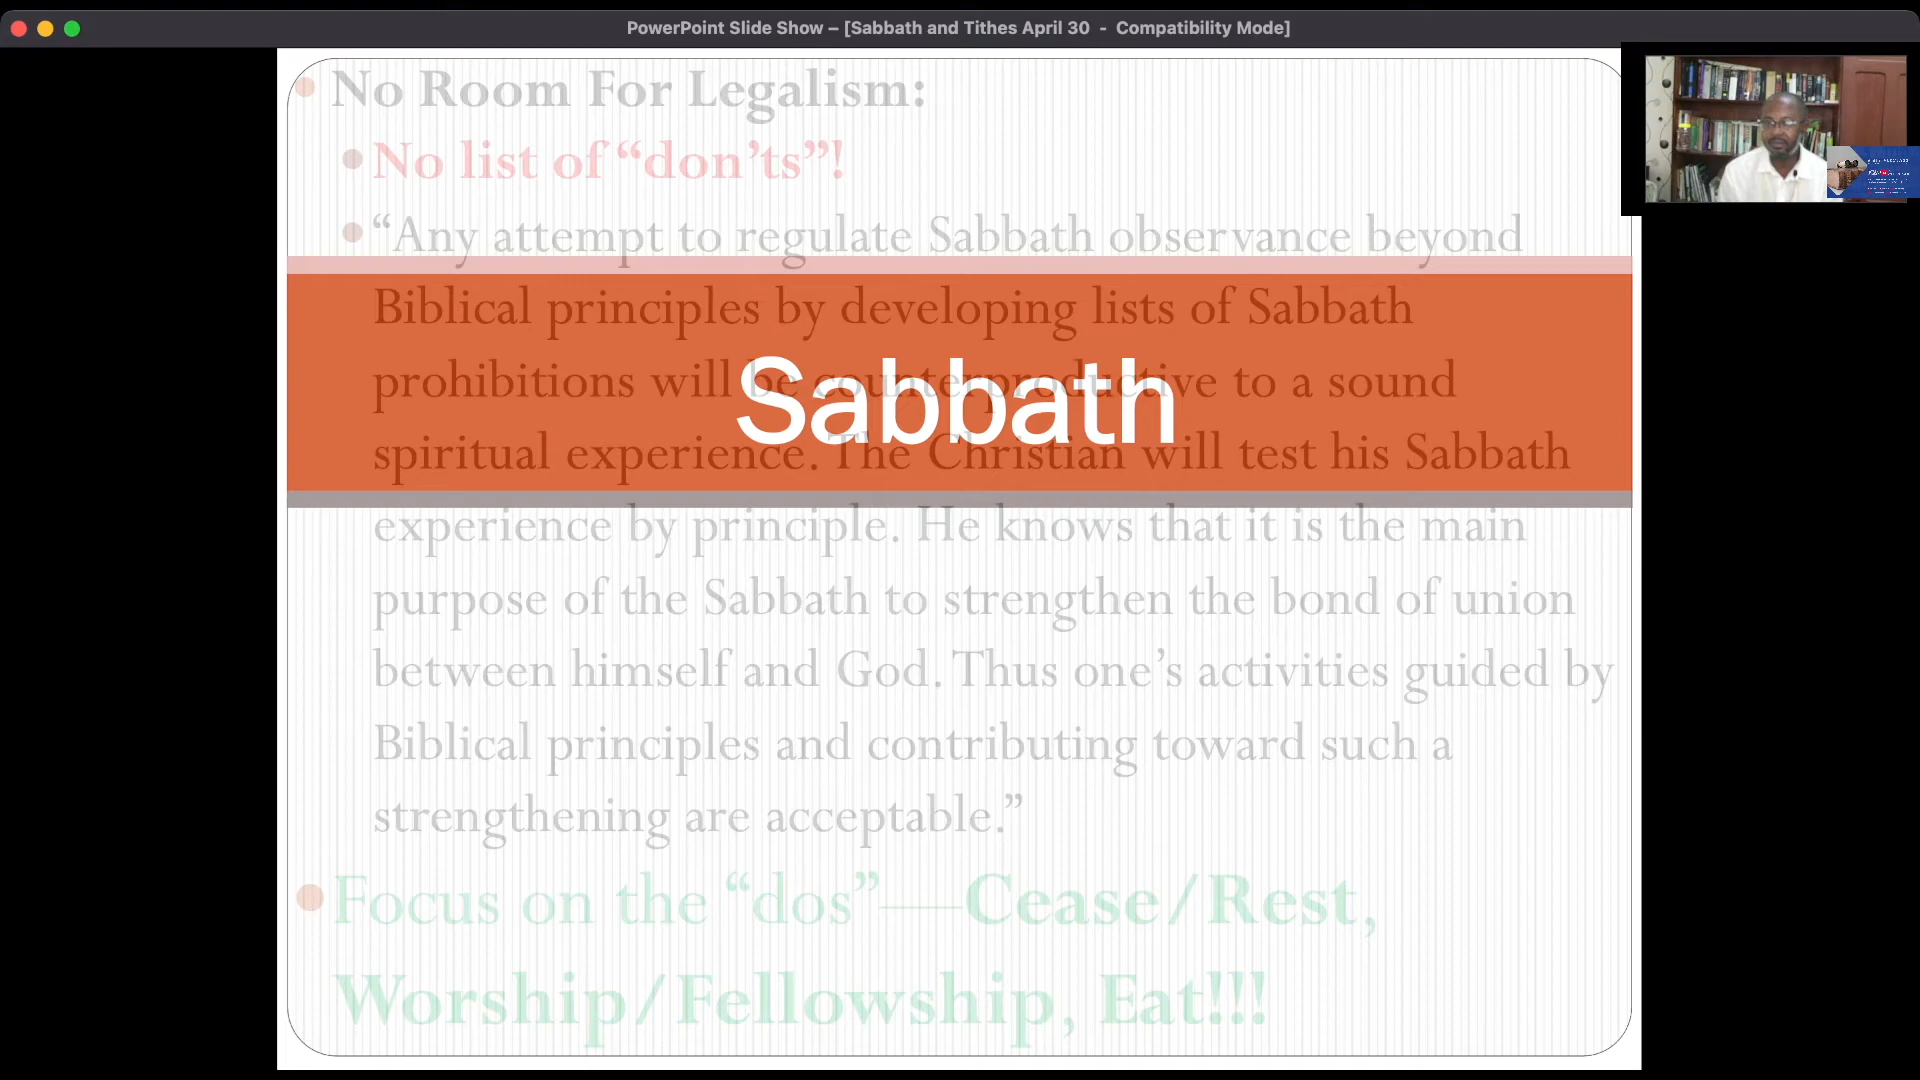 PowerPoint Slide Show – [Sabbath and Tithes April 30 - Compatibility Mode]
No Room For Legalism:
No list of “don’ts”!
“Any attempt to regulate Sabbath observance beyond
Biblical principles by developing lists of Sabbath
prohibitions will be counterproductive to a sound
Sabbath
spiritual experience. The Christian will test his Sabbath
experience by principle. He knows that it is the main
purpose of the Sabbath to strengthen the bond of union
between himself and God. Thus one’s activities guided by
Biblical principles and contributing toward such a
strengthening are acceptable.”
Focus on the “dos”—Cease/Rest,
Worship/Fellowship, Eat!!!